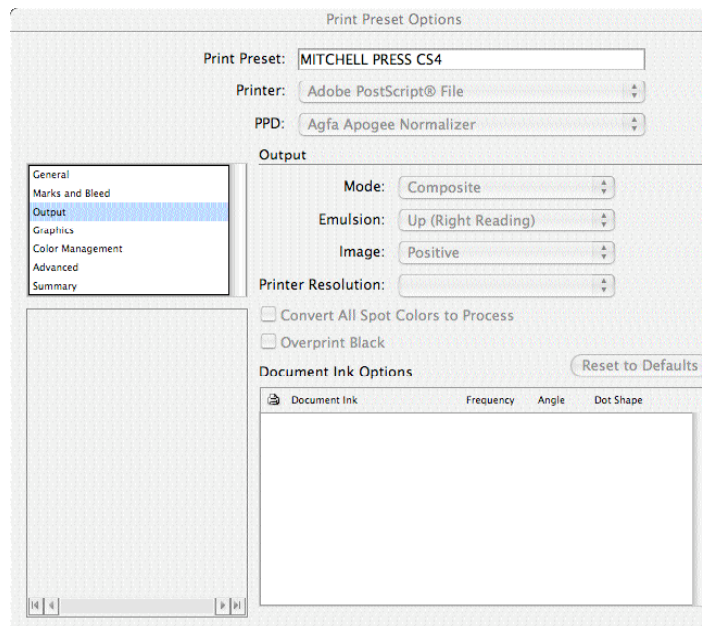 Print Preset Options
Print Preset: MITCHELL PRESS CS4
Printer: Adobe PostScript® File
PPD: Agfa Apogee Normalizer
General
Marks and Bleed
Output
Graphics
Color Management
Advanced
Summary
Output
Mode: Composite
Emulsion: Up (Right Reading)
Image: Positive
Printer Resolution:
Convert All Spot Colors to Process
Overprint Black
Reset to Defaults
Document Ink Options
Document Ink Frequency Angle Dot Shape